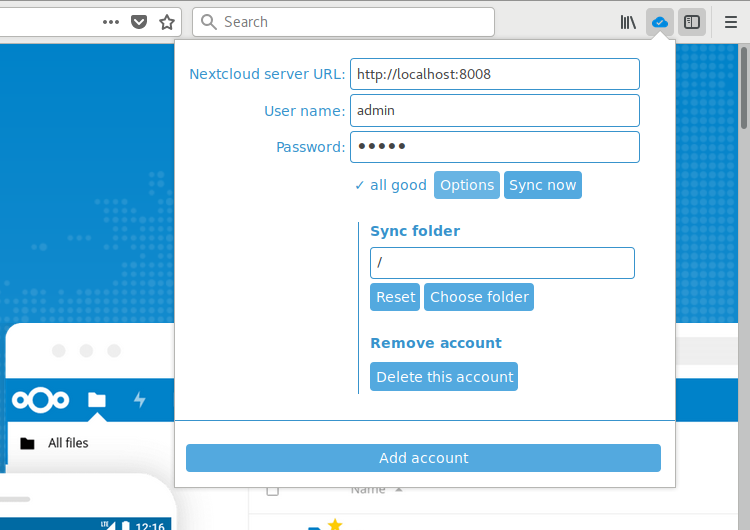 Search
Nextcloud server URL: http://localhost:8008
User name: admin
Password: •••••
✓ all good Options Sync now
Sync folder
/
Reset Choose folder
Remove account
Delete this account
All files
Add account
Name
LTE 12:16